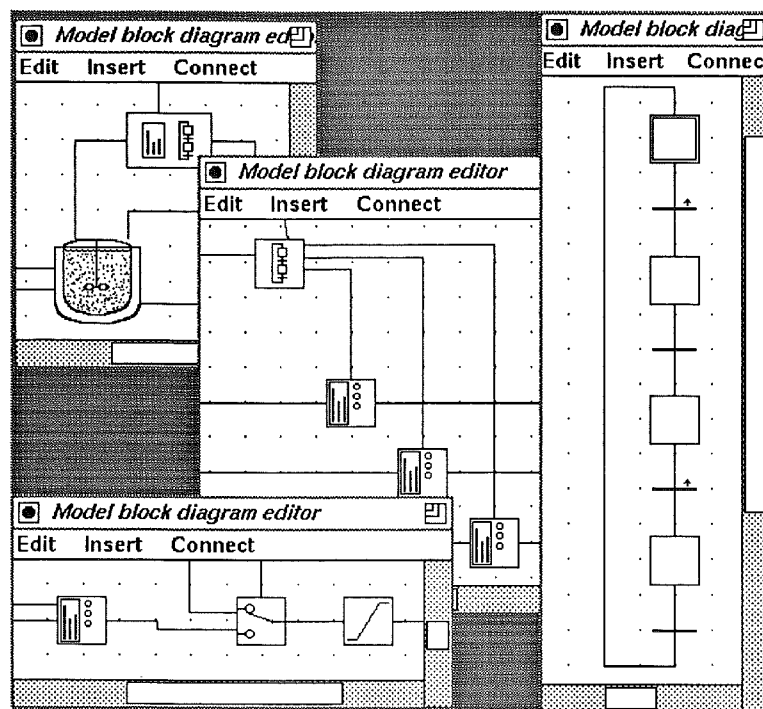 Model block diagram ed
Edit Insert Connect
Model block diagram editor
Edit Insert Connect
Model block diagram editor
Edit Insert Connect
Model block diag
Edit Insert Connec